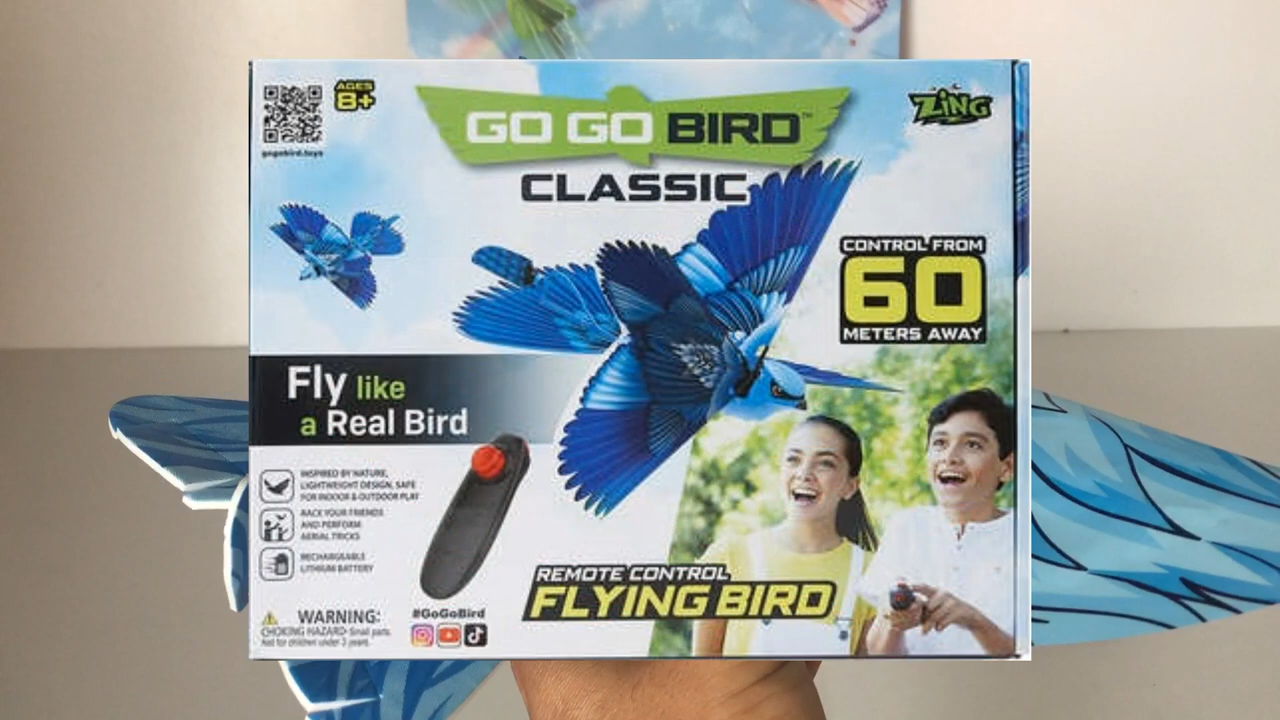 AGES
8+
gogobird.toys
GO GO BIRD™
CLASSIC
ZING
CONTROL FROM
60
METERS AWAY
Fly like
a Real Bird
INSPIRED BY NATURE,
LIGHTWEIGHT DESIGN, SAFE
FOR INDOOR & OUTDOOR PLAY
RACE YOUR FRIENDS
AND PERFORM
AERIAL TRICKS
RECHARGEABLE
LITHIUM BATTERY
WARNING:
CHOKING HAZARD-Small parts.
Not for children under 3 years.
#GoGoBird
REMOTE CONTROL
FLYING BIRD